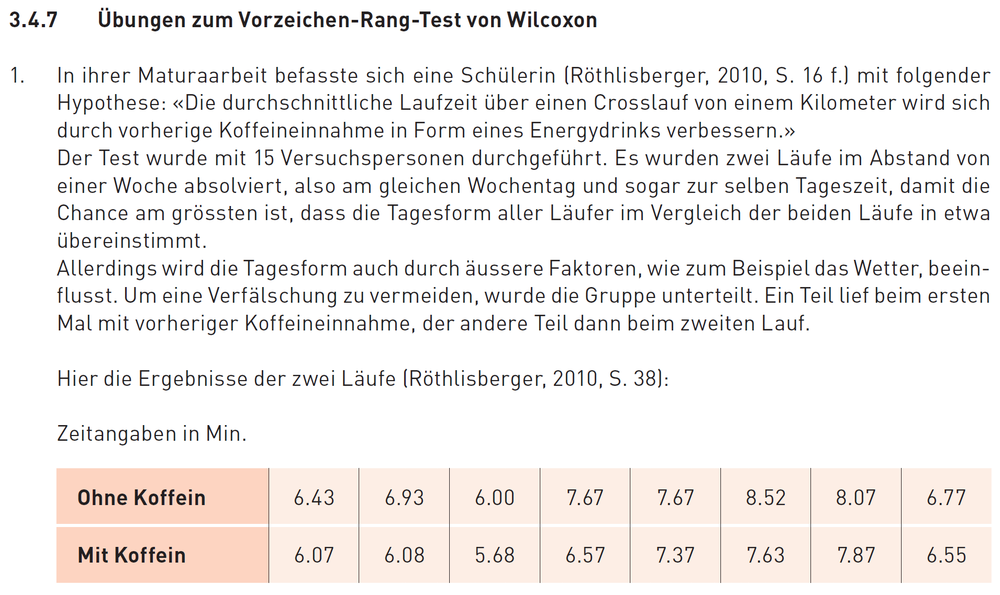 3.4.7 Übungen zum Vorzeichen-Rang-Test von Wilcoxon
1. In ihrer Maturaarbeit befasste sich eine Schülerin (Röthlisberger, 2010, S. 16 f.) mit folgender
Hypothese: «Die durchschnittliche Laufzeit über einen Crosslauf von einem Kilometer wird sich
durch vorherige Koffeineinnahme in Form eines Energydrinks verbessern.»
Der Test wurde mit 15 Versuchspersonen durchgeführt. Es wurden zwei Läufe im Abstand von
einer Woche absolviert, also am gleichen Wochentag und sogar zur selben Tageszeit, damit die
Chance am grössten ist, dass die Tagesform aller Läufer im Vergleich der beiden Läufe in etwa
übereinstimmt.
Allerdings wird die Tagesform auch durch äussere Faktoren, wie zum Beispiel das Wetter, beein-
flusst. Um eine Verfälschung zu vermeiden, wurde die Gruppe unterteilt. Ein Teil lief beim ersten
Mal mit vorheriger Koffeineinnahme, der andere Teil dann beim zweiten Lauf.
Hier die Ergebnisse der zwei Läufe (Röthlisberger, 2010, S. 38):
Zeitangaben in Min.
Ohne Koffein 6.43 6.93 6.00 7.67 7.67 8.52 8.07 6.77
Mit Koffein 6.07 6.08 5.68 6.57 7.37 7.63 7.87 6.55